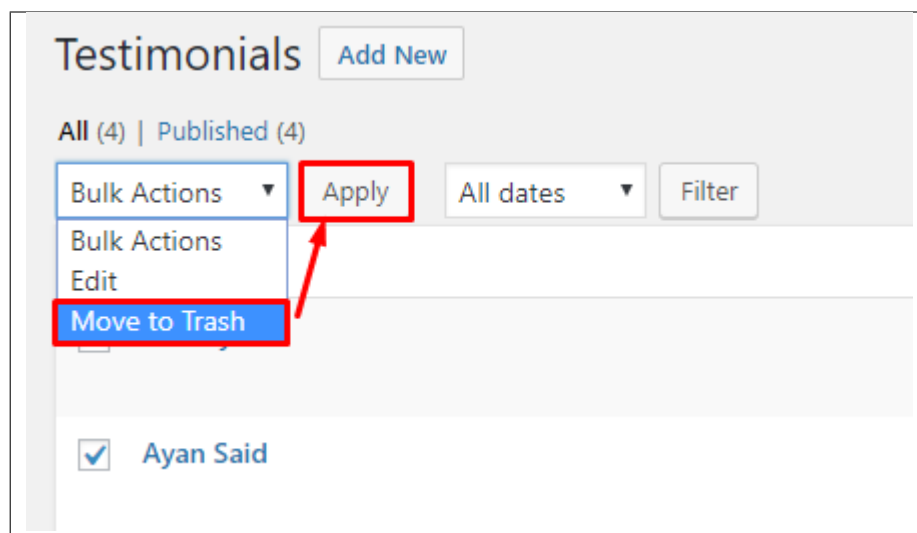 Testimonials Add New
All (4) | Published (4)
Bulk Actions Apply All dates Filter
Bulk Actions
Edit
Move to Trash
Ayan Said